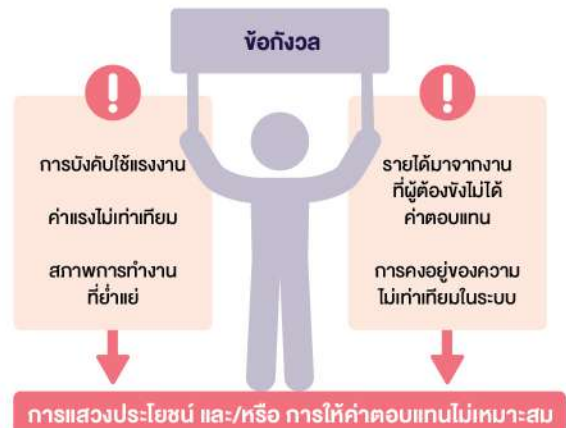 ข้อกังวล
การบังคับใช้แรงงาน
ค่าแรงไม่เท่าเทียม
สภาพการทำงาน
ที่ย่ำแย่
รายได้มาจากงาน
ที่ผู้ต้องขังไม่ได้
ค่าตอบแทน
การคงอยู่ของความ
ไม่เท่าเทียมในระบบ
การแสวงประโยชน์ และ/หรือ การให้ค่าตอบแทนไม่เหมาะสม